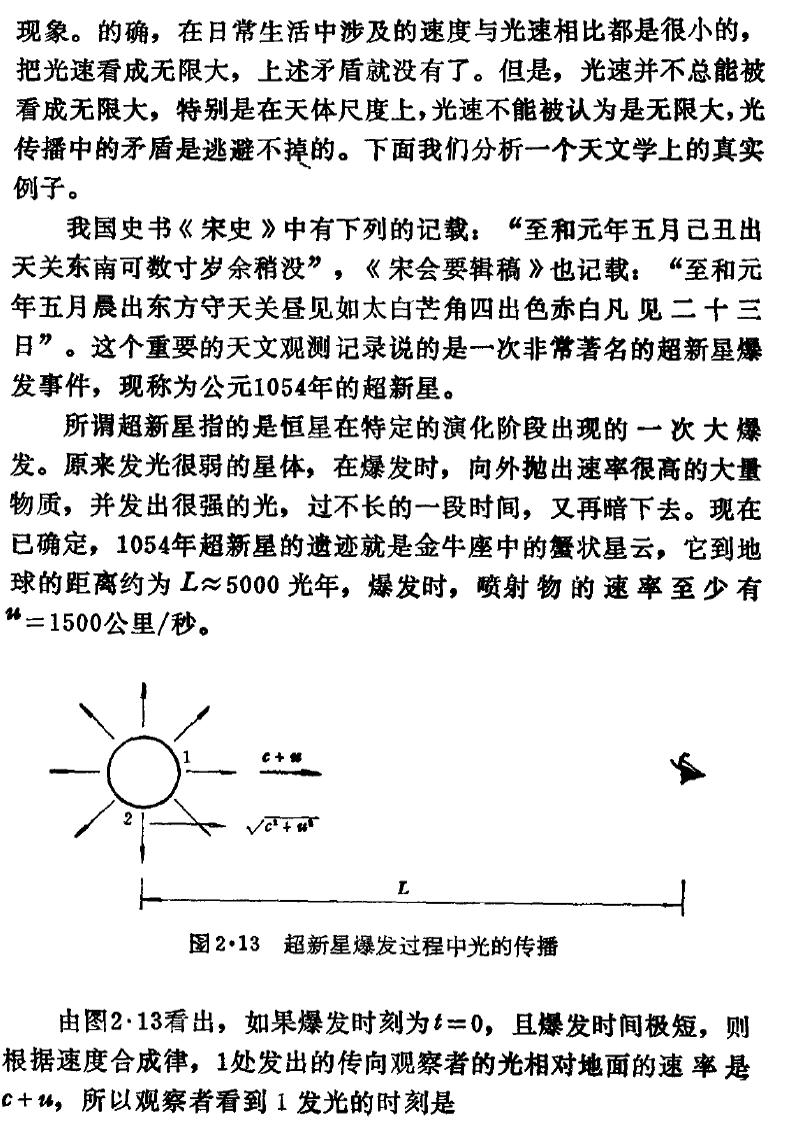 现象。的确，在日常生活中涉及的速度与光速相比都是很小的，
把光速看成无限大，上述矛盾就没有了。但是，光速并不总能被
看成无限大，特别是在天体尺度上，光速不能被认为是无限大，光
传播中的矛盾是逃避不掉的。下面我们分析一个天文学上的真实
例子。
我国史书《宋史》中有下列的记载：“至和元年五月己丑出
天关东南可数寸岁余稍没”，《宋会要辑稿》也记载：“至和元
年五月晨出东方守天关昼见如太白芒角四出色赤白凡见二十三
日”。这个重要的天文观测记录说的是一次非常著名的超新星爆
发事件，现称为公元1054年的超新星。
所谓超新星指的是恒星在特定的演化阶段出现的一次大爆
发。原来发光很弱的星体，在爆发时，向外抛出速率很高的大量
物质，并发出很强的光，过不长的一段时间，又再暗下去。现在
已确定，1054年超新星的遗迹就是金牛座中的蟹状星云，它到地
球的距离约为L≈5000光年，爆发时，喷射物的速率至少有
u=1500公里/秒。
1
c+u
2
√c²+u²
L
图2·13 超新星爆发过程中光的传播
由图2·13看出，如果爆发时刻为t=0，且爆发时间极短，则
根据速度合成律，1处发出的传向观察者的光相对地面的速率是
c+u，所以观察者看到1发光的时刻是